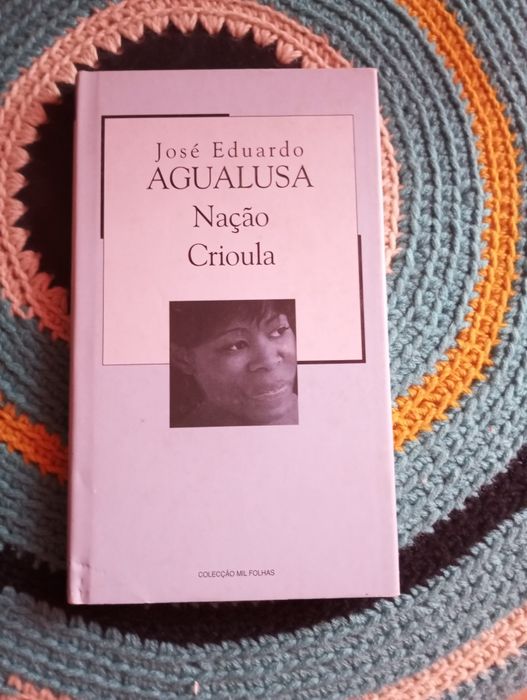 José Eduardo
AGUALUSA
Nação
Crioula
COLECÇÃO MIL FOLHAS